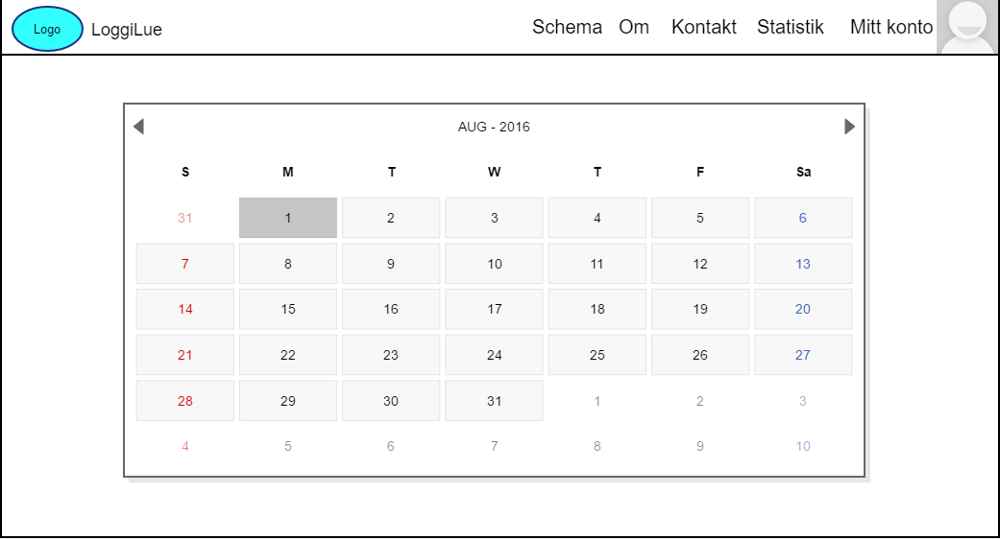 Logo LoggiLue Schema Om Kontakt Statistik Mitt konto
AUG - 2016
S M T W T F Sa
31 1 2 3 4 5 6
7 8 9 10 11 12 13
14 15 16 17 18 19 20
21 22 23 24 25 26 27
28 29 30 31 1 2 3
4 5 6 7 8 9 10